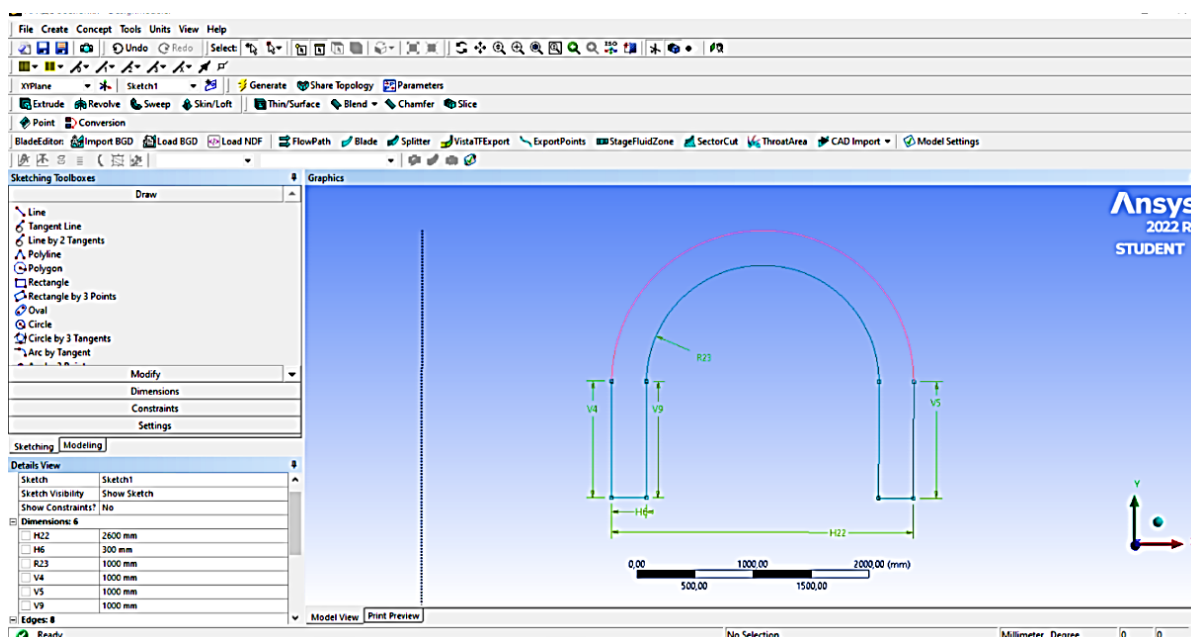 File Create Concept Tools Units View Help
Undo Redo Select:
XYPlane Sketch1 Generate Share Topology Parameters
Extrude Revolve Sweep Skin/Loft Thin/Surface Blend Chamfer Slice
Point Conversion
BladeEditor: Import BGD Load BGD Load NDF FlowPath Blade Splitter VistaTFExport ExportPoints StageFluidZone SectorCut ThroatArea CAD Import Model Settings
Sketching Toolboxes
Draw
Line
Tangent Line
Line by 2 Tangents
Polyline
Polygon
Rectangle
Rectangle by 3 Points
Oval
Circle
Circle by 3 Tangents
Arc by Tangent
Modify
Dimensions
Constraints
Settings
Sketching Modeling
Details View
Sketch Sketch1
Sketch Visibility Show Sketch
Show Constraints? No
Dimensions: 6
H22 2600 mm
H6 300 mm
R23 1000 mm
V4 1000 mm
V5 1000 mm
V9 1000 mm
Edges: 8
Graphics
Ansys
2022 R
STUDENT
R23
V4 V9 V5
H6
H22
0,00 1000,00 2000,00 (mm)
500,00 1500,00
Y
Model View Print Preview
Ready No Selection Millimeter Degree 0 0